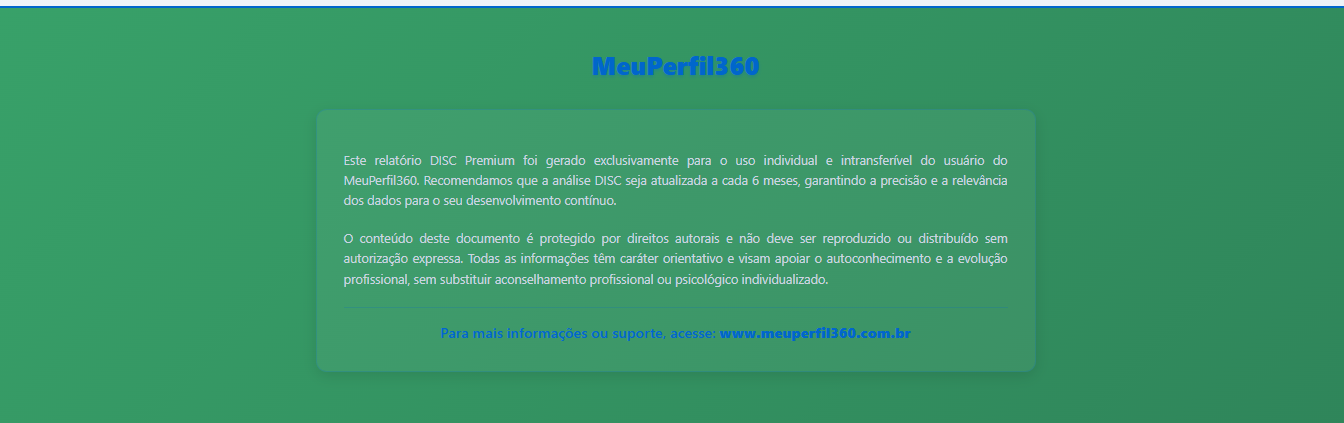 MeuPerfil360
Este relatório DISC Premium foi gerado exclusivamente para o uso individual e intransferível do usuário do
MeuPerfil360. Recomendamos que a análise DISC seja atualizada a cada 6 meses, garantindo a precisão e a relevância
dos dados para o seu desenvolvimento contínuo.
O conteúdo deste documento é protegido por direitos autorais e não deve ser reproduzido ou distribuído sem
autorização expressa. Todas as informações têm caráter orientativo e visam apoiar o autoconhecimento e a evolução
profissional, sem substituir aconselhamento profissional ou psicológico individualizado.
Para mais informações ou suporte, acesse: www.meuperfil360.com.br